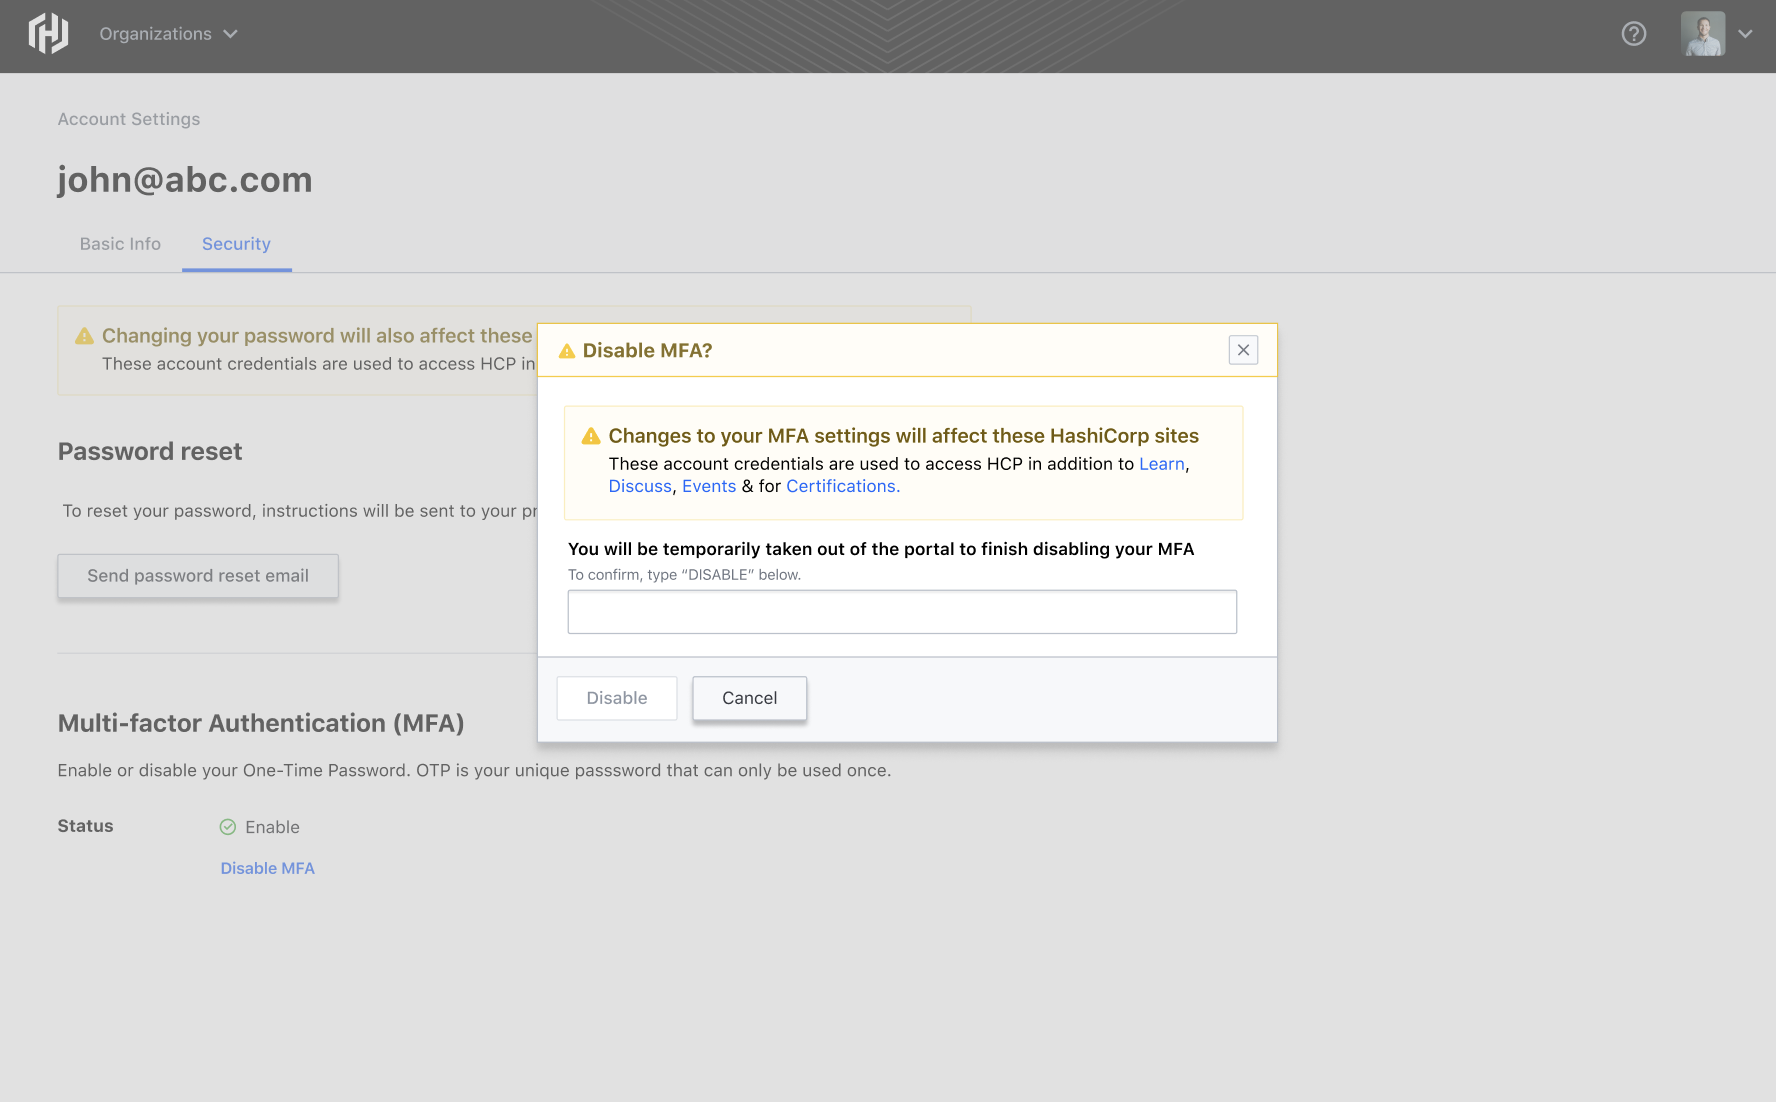 Organizations
Account Settings
john@abc.com
Basic Info
Security
Changing your password will also affect these
These account credentials are used to access HCP in
Password reset
To reset your password, instructions will be sent to your
Send password reset email
Multi-factor Authentication (MFA)
Enable or disable your One-Time Password. OTP is your unique passsword that can only be used once.
Status
Enable
Disable MFA
Disable MFA?
Changes to your MFA settings will affect these HashiCorp sites
These account credentials are used to access HCP in addition to Learn,
Discuss, Events & for Certifications.
You will be temporarily taken out of the portal to finish disabling your MFA
To confirm, type “DISABLE” below.
Disable
Cancel